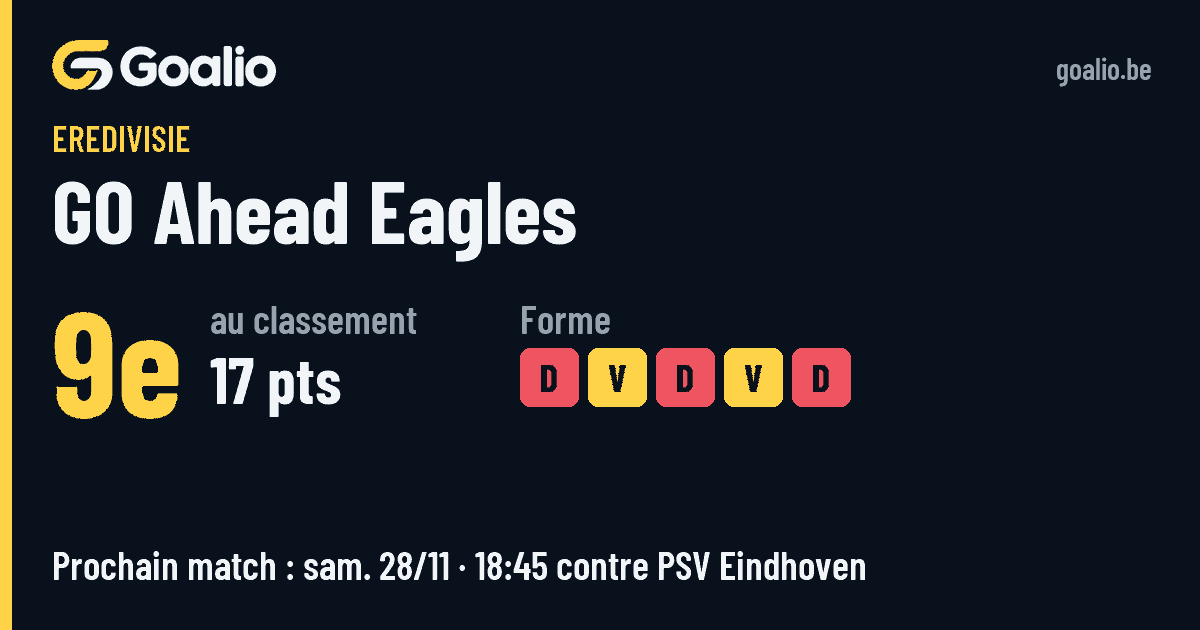 Goalio
goalio.be
EREDIVISIE
GO Ahead Eagles
9e
au classement
17 pts
Forme
D V D V D
Prochain match : sam. 28/11 · 18:45 contre PSV Eindhoven